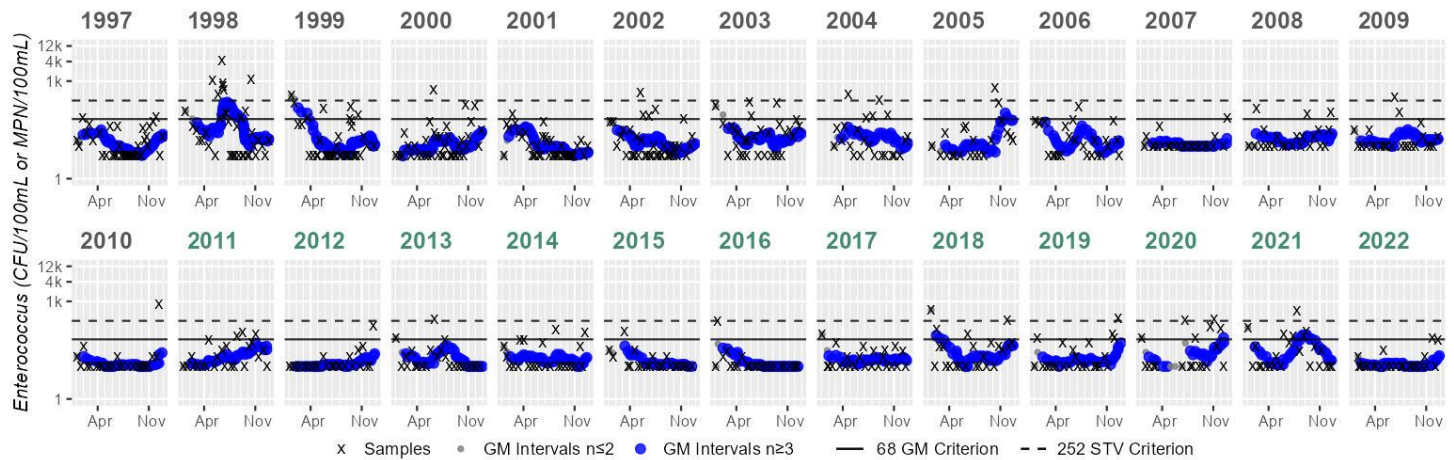 1997 1998 1999 2000 2001 2002 2003 2004 2005 2006 2007 2008 2009
12k
4k
1k
1
Apr Nov Apr Nov Apr Nov Apr Nov Apr Nov Apr Nov Apr Nov Apr Nov Apr Nov Apr Nov Apr Nov Apr Nov Apr Nov
Enterococcus (CFU/100mL or MPN/100mL)
2010 2011 2012 2013 2014 2015 2016 2017 2018 2019 2020 2021 2022
12k
4k
1k
1
Apr Nov Apr Nov Apr Nov Apr Nov Apr Nov Apr Nov Apr Nov Apr Nov Apr Nov Apr Nov Apr Nov Apr Nov Apr Nov
x Samples GM Intervals n≤2 GM Intervals n≥3 68 GM Criterion 252 STV Criterion